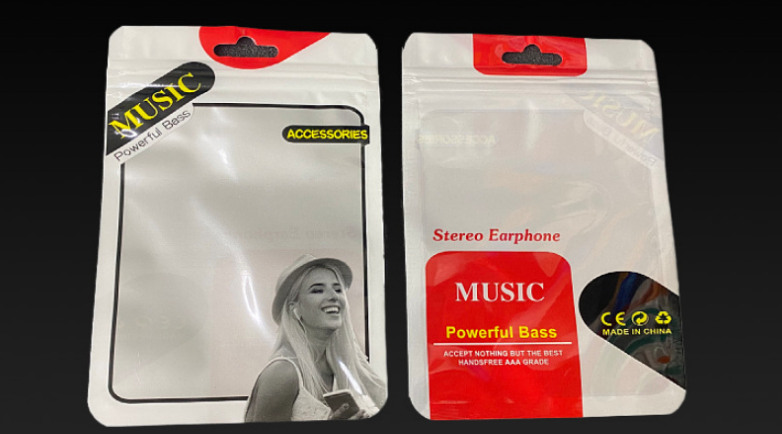 MUSIC
Powerful Bass
ACCESSORIES
Stereo Earphone
MUSIC
Powerful Bass
ACCEPT NOTHING BUT THE BEST
HANDSFREE AAA GRADE
CE
MADE IN CHINA